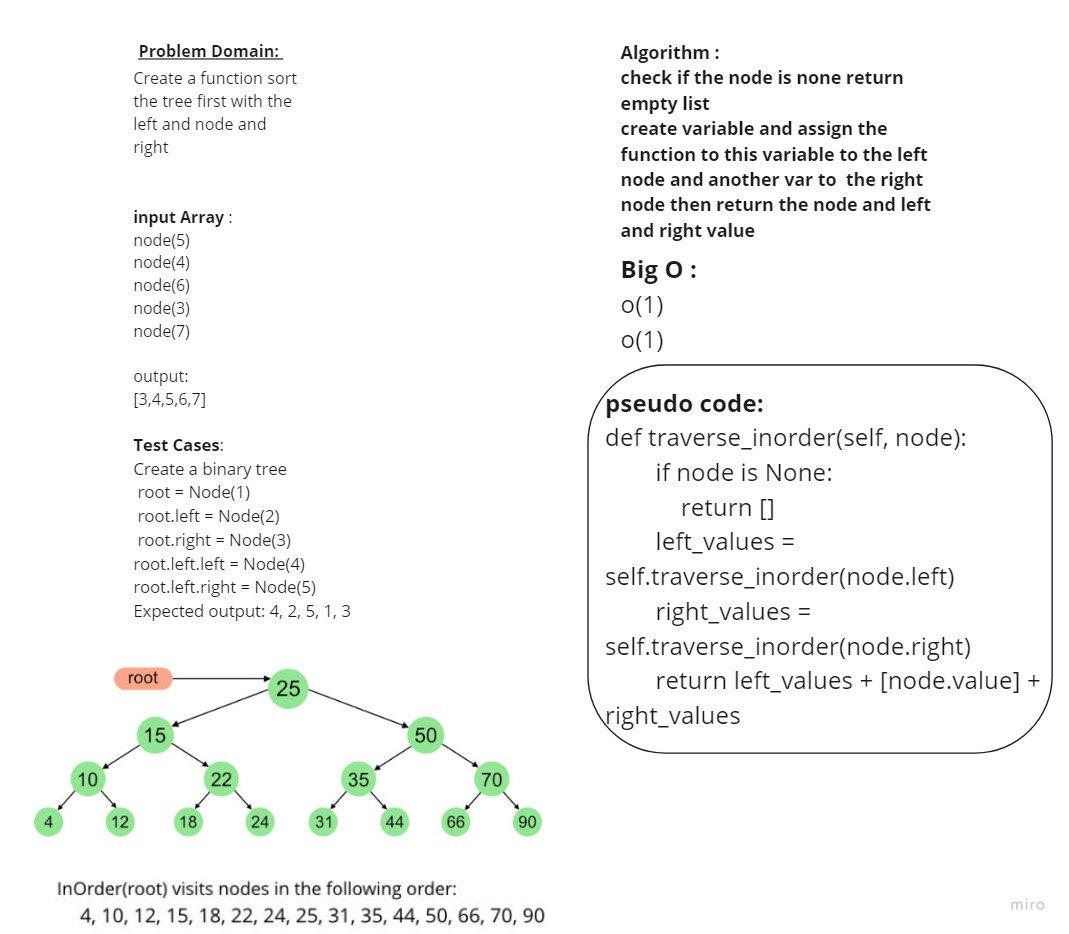 Problem Domain:
Create a function sort
the tree first with the
left and node and
right
input Array :
node(5)
node(4)
node(6)
node(3)
node(7)
output:
[3,4,5,6,7]
Test Cases:
Create a binary tree
root = Node(1)
root.left = Node(2)
root.right = Node(3)
root.left.left = Node(4)
root.left.right = Node(5)
Expected output: 4, 2, 5, 1, 3
root
25
15
50
10
22
35
70
4
12
18
24
31
44
66
90
InOrder(root) visits nodes in the following order:
4, 10, 12, 15, 18, 22, 24, 25, 31, 35, 44, 50, 66, 70, 90
Algorithm :
check if the node is none return
empty list
create variable and assign the
function to this variable to the left
node and another var to the right
node then return the node and left
and right value
Big O :
o(1)
o(1)
pseudo code:
def traverse_inorder(self, node):
if node is None:
return []
left_values =
self.traverse_inorder(node.left)
right_values =
self.traverse_inorder(node.right)
return left_values + [node.value] +
right_values
miro